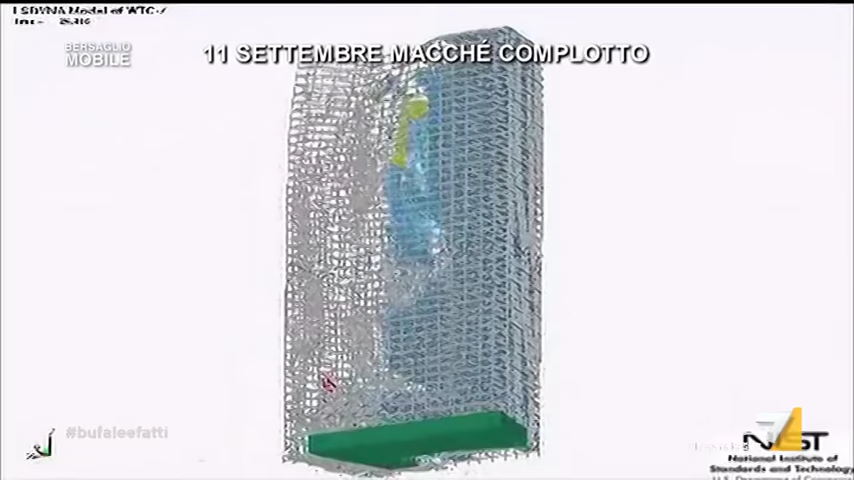 LSDYNA Model of WTC-7
BERSAGLIO
MOBILE
11 SETTEMBRE MACCHÉ COMPLOTTO
#bufaleefatti
7
NIST
National Institute of
Standards and Technology